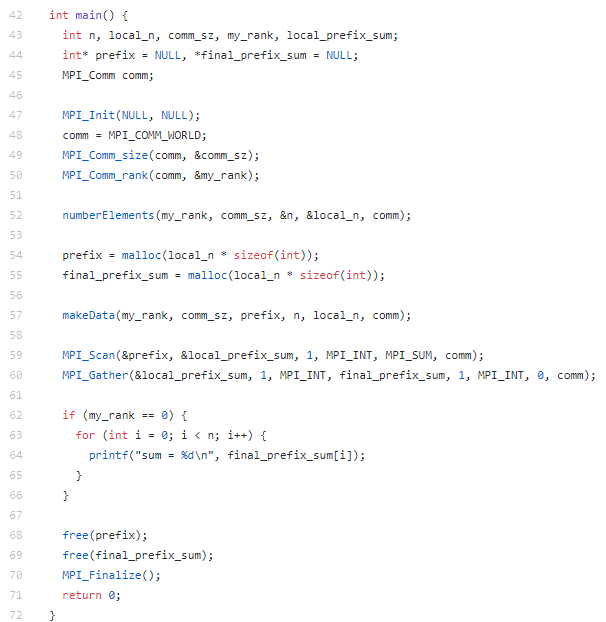 42 int main() {
43 int n, local_n, comm_sz, my_rank, local_prefix_sum;
44 int* prefix = NULL, *final_prefix_sum = NULL;
45 MPI_Comm comm;
46
47 MPI_Init(NULL, NULL);
48 comm = MPI_COMM_WORLD;
49 MPI_Comm_size(comm, &comm_sz);
50 MPI_Comm_rank(comm, &my_rank);
51
52 numberElements(my_rank, comm_sz, &n, &local_n, comm);
53
54 prefix = malloc(local_n * sizeof(int));
55 final_prefix_sum = malloc(local_n * sizeof(int));
56
57 makeData(my_rank, comm_sz, prefix, n, local_n, comm);
58
59 MPI_Scan(&prefix, &local_prefix_sum, 1, MPI_INT, MPI_SUM, comm);
60 MPI_Gather(&local_prefix_sum, 1, MPI_INT, final_prefix_sum, 1, MPI_INT, 0, comm);
61
62 if (my_rank == 0) {
63 for (int i = 0; i < n; i++) {
64 printf("sum = %d\n", final_prefix_sum[i]);
65 }
66 }
67
68 free(prefix);
69 free(final_prefix_sum);
70 MPI_Finalize();
71 return 0;
72 }